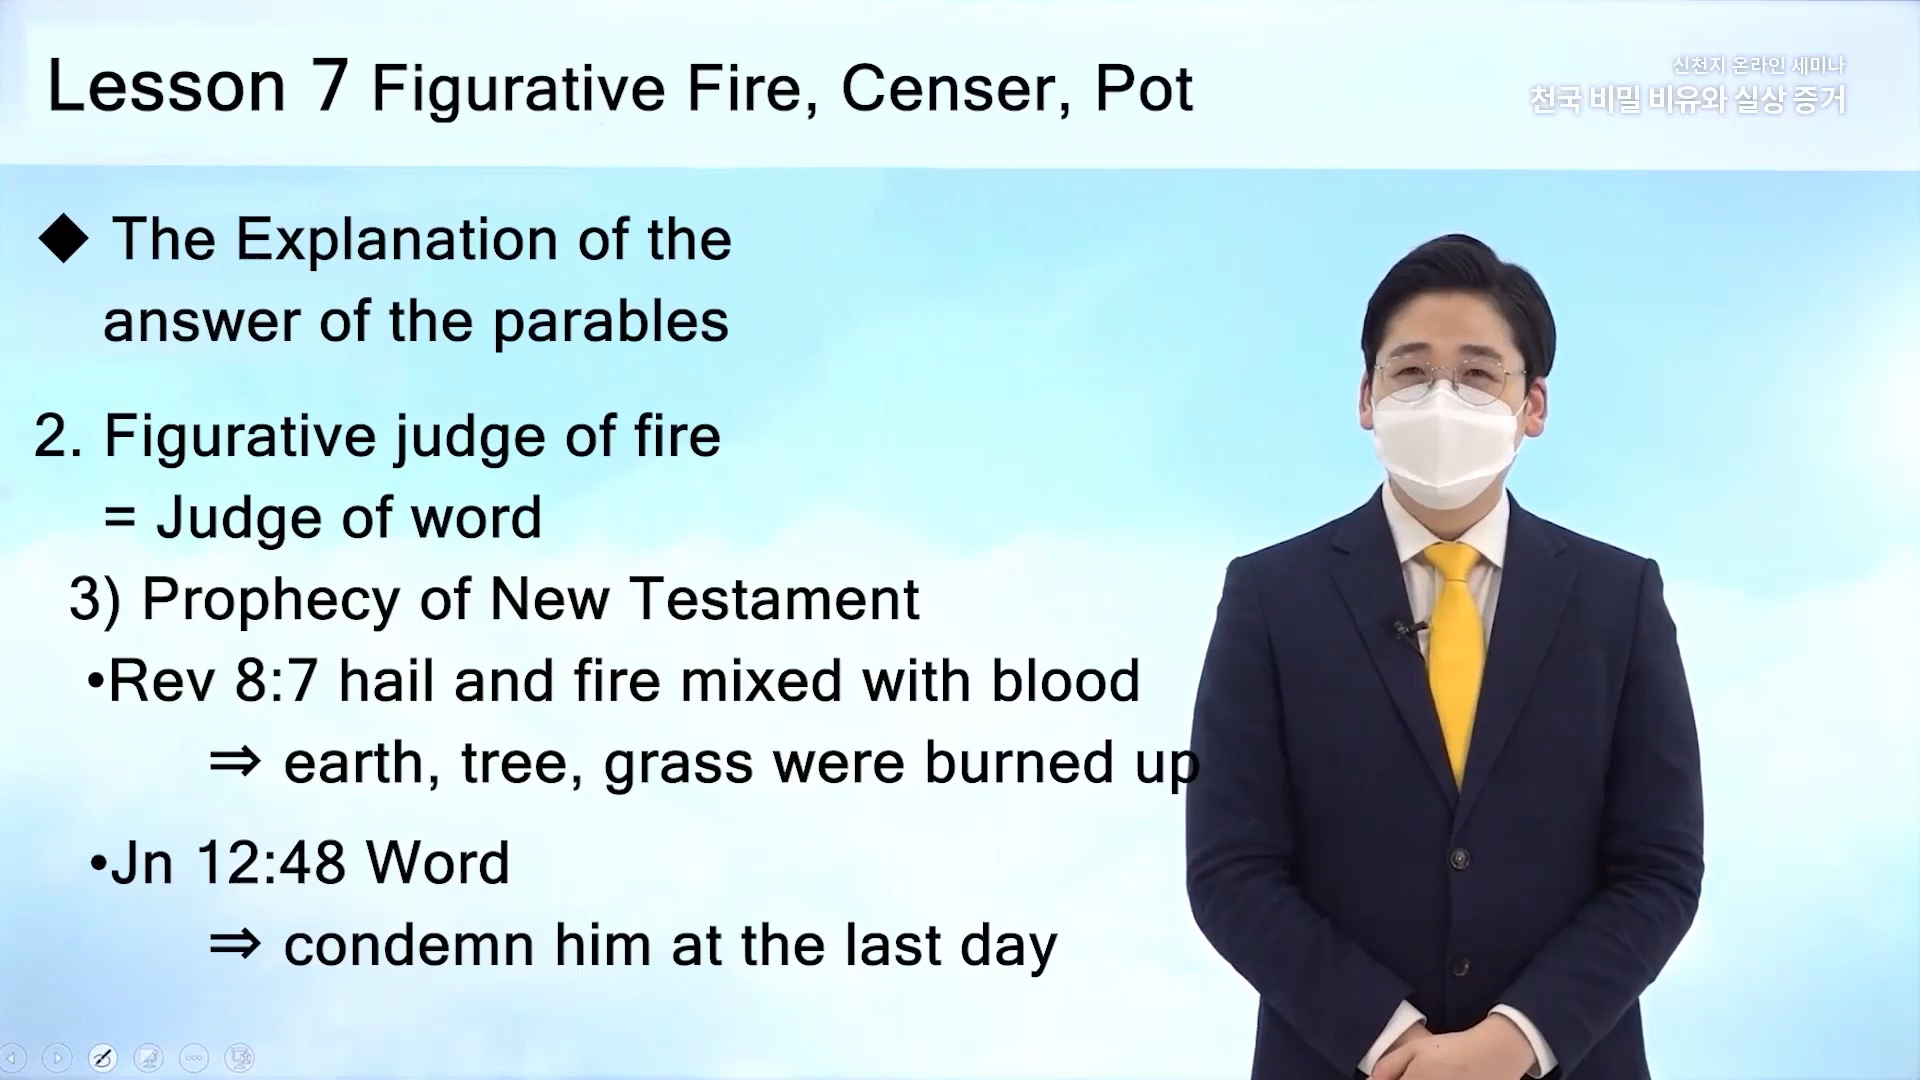 Lesson 7 Figurative Fire, Censer, Pot
신천지 온라인 세미나
천국 비밀 비유와 실상 증거
◆ The Explanation of the
answer of the parables
2. Figurative judge of fire
= Judge of word
3) Prophecy of New Testament
•Rev 8:7 hail and fire mixed with blood
⇒ earth, tree, grass were burned up
•Jn 12:48 Word
⇒ condemn him at the last day